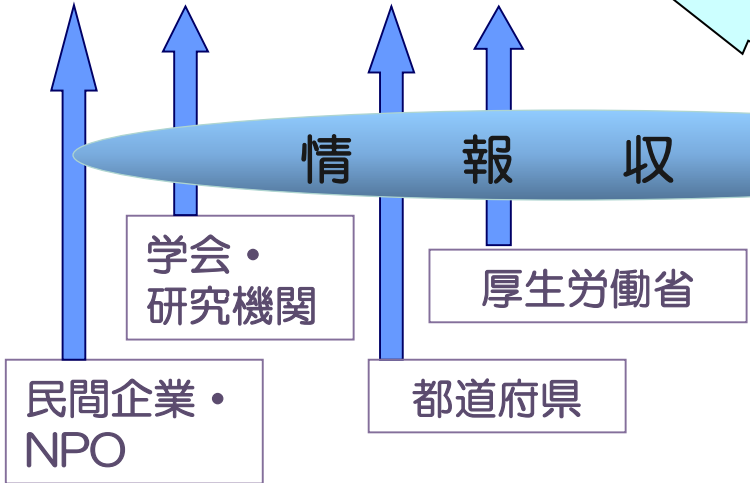 情 報 収
学会・
研究機関
厚生労働省
民間企業・
NPO
都道府県